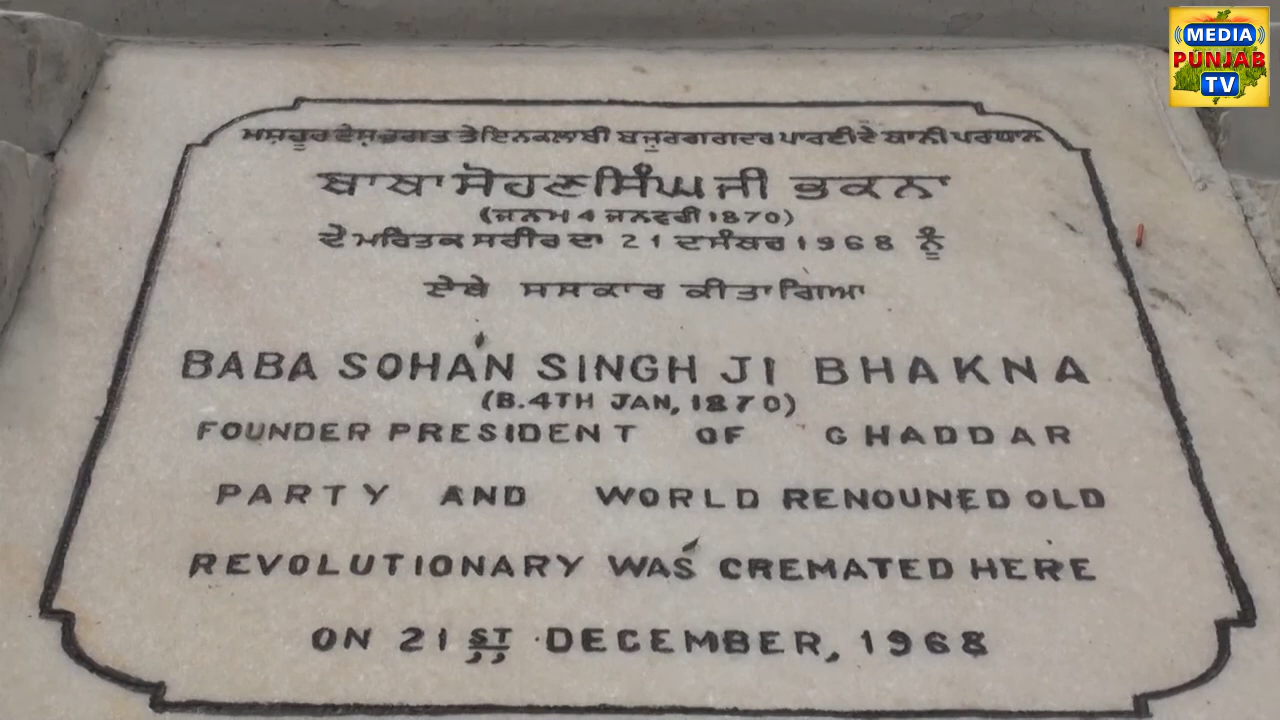 MEDIA
PUNJAB
TV
ਮਸ਼ਹੂਰ ਦੇਸ਼ ਭਗਤ ਤੇ ਇਨਕਲਾਬੀ ਬਜ਼ੁਰਗ ਗਦਰ ਪਾਰਟੀ ਦੇ ਬਾਨੀ ਪਰਧਾਨ
ਬਾਬਾ ਸੋਹਣ ਸਿੰਘ ਜੀ ਭਕਨਾ
(ਜਨਮ 4 ਜਨਵਰੀ 1870)
ਦੇ ਮਰਿਤਕ ਸਰੀਰ ਦਾ 21 ਦਸੰਬਰ 1968 ਨੂੰ
ਏਥੇ ਸਸਕਾਰ ਕੀਤਾ ਗਿਆ
BABA SOHAN SINGH JI BHAKNA
(B.4TH JAN, 1870)
FOUNDER PRESIDENT OF GHADDAR
PARTY AND WORLD RENOUNED OLD
REVOLUTIONARY WAS CREMATED HERE
ON 21ST DECEMBER, 1968